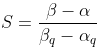 S = \frac{\beta - \alpha}{\beta_q - \alpha_q}